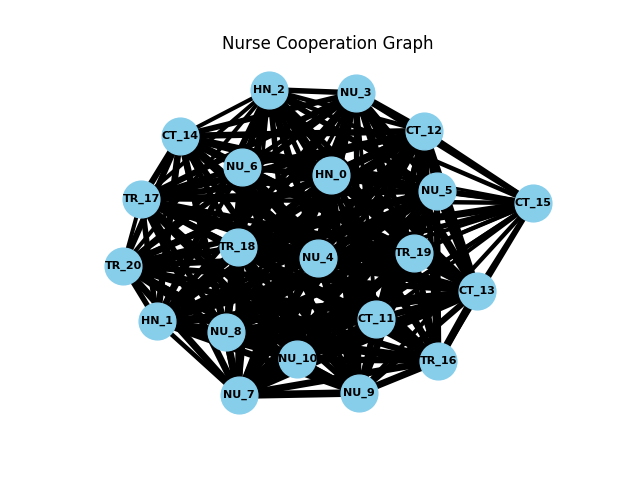 Nurse Cooperation Graph
HN_2
NU_3
CT_12
CT_14
NU_6
HN_0
NU_5
TR_17
CT_15
TR_18
TR_19
NU_4
TR_20
CT_13
CT_11
HN_1
NU_8
NU_10
TR_16
NU_9
NU_7